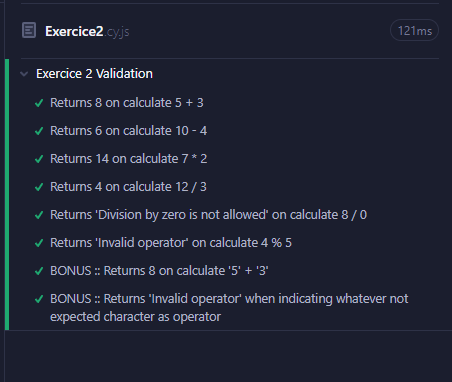 Exercice2.cy.js
121ms
Exercice 2 Validation
Returns 8 on calculate 5 + 3
Returns 6 on calculate 10 - 4
Returns 14 on calculate 7 * 2
Returns 4 on calculate 12 / 3
Returns 'Division by zero is not allowed' on calculate 8 / 0
Returns 'Invalid operator' on calculate 4 % 5
BONUS :: Returns 8 on calculate '5' + '3'
BONUS :: Returns 'Invalid operator' when indicating whatever not
expected character as operator